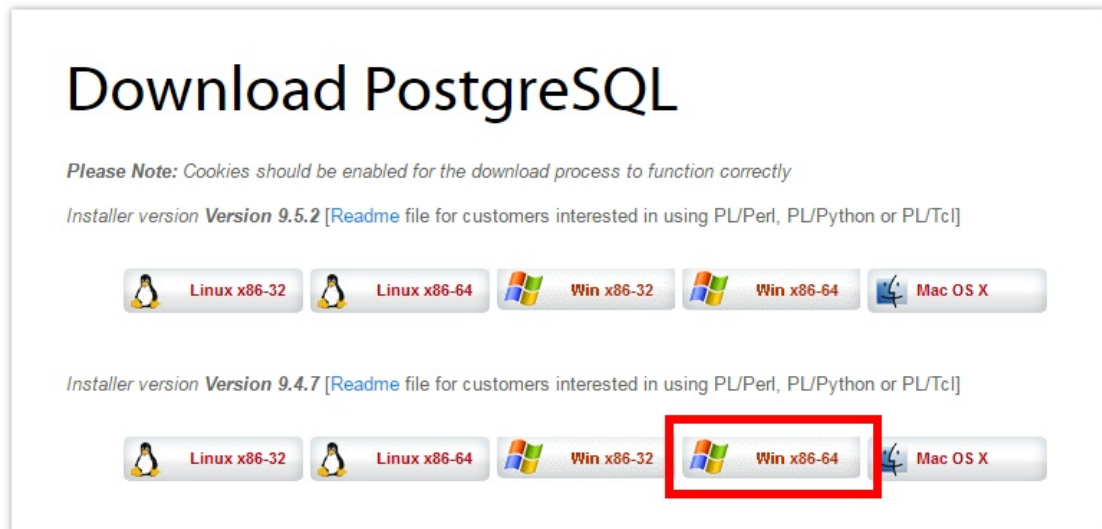 Download PostgreSQL
Please Note: Cookies should be enabled for the download process to function correctly
Installer version Version 9.5.2 [Readme file for customers interested in using PL/Perl, PL/Python or PL/Tcl]
Linux x86-32 Linux x86-64 Win x86-32 Win x86-64 Mac OS X
Installer version Version 9.4.7 [Readme file for customers interested in using PL/Perl, PL/Python or PL/Tcl]
Linux x86-32 Linux x86-64 Win x86-32 Win x86-64 Mac OS X